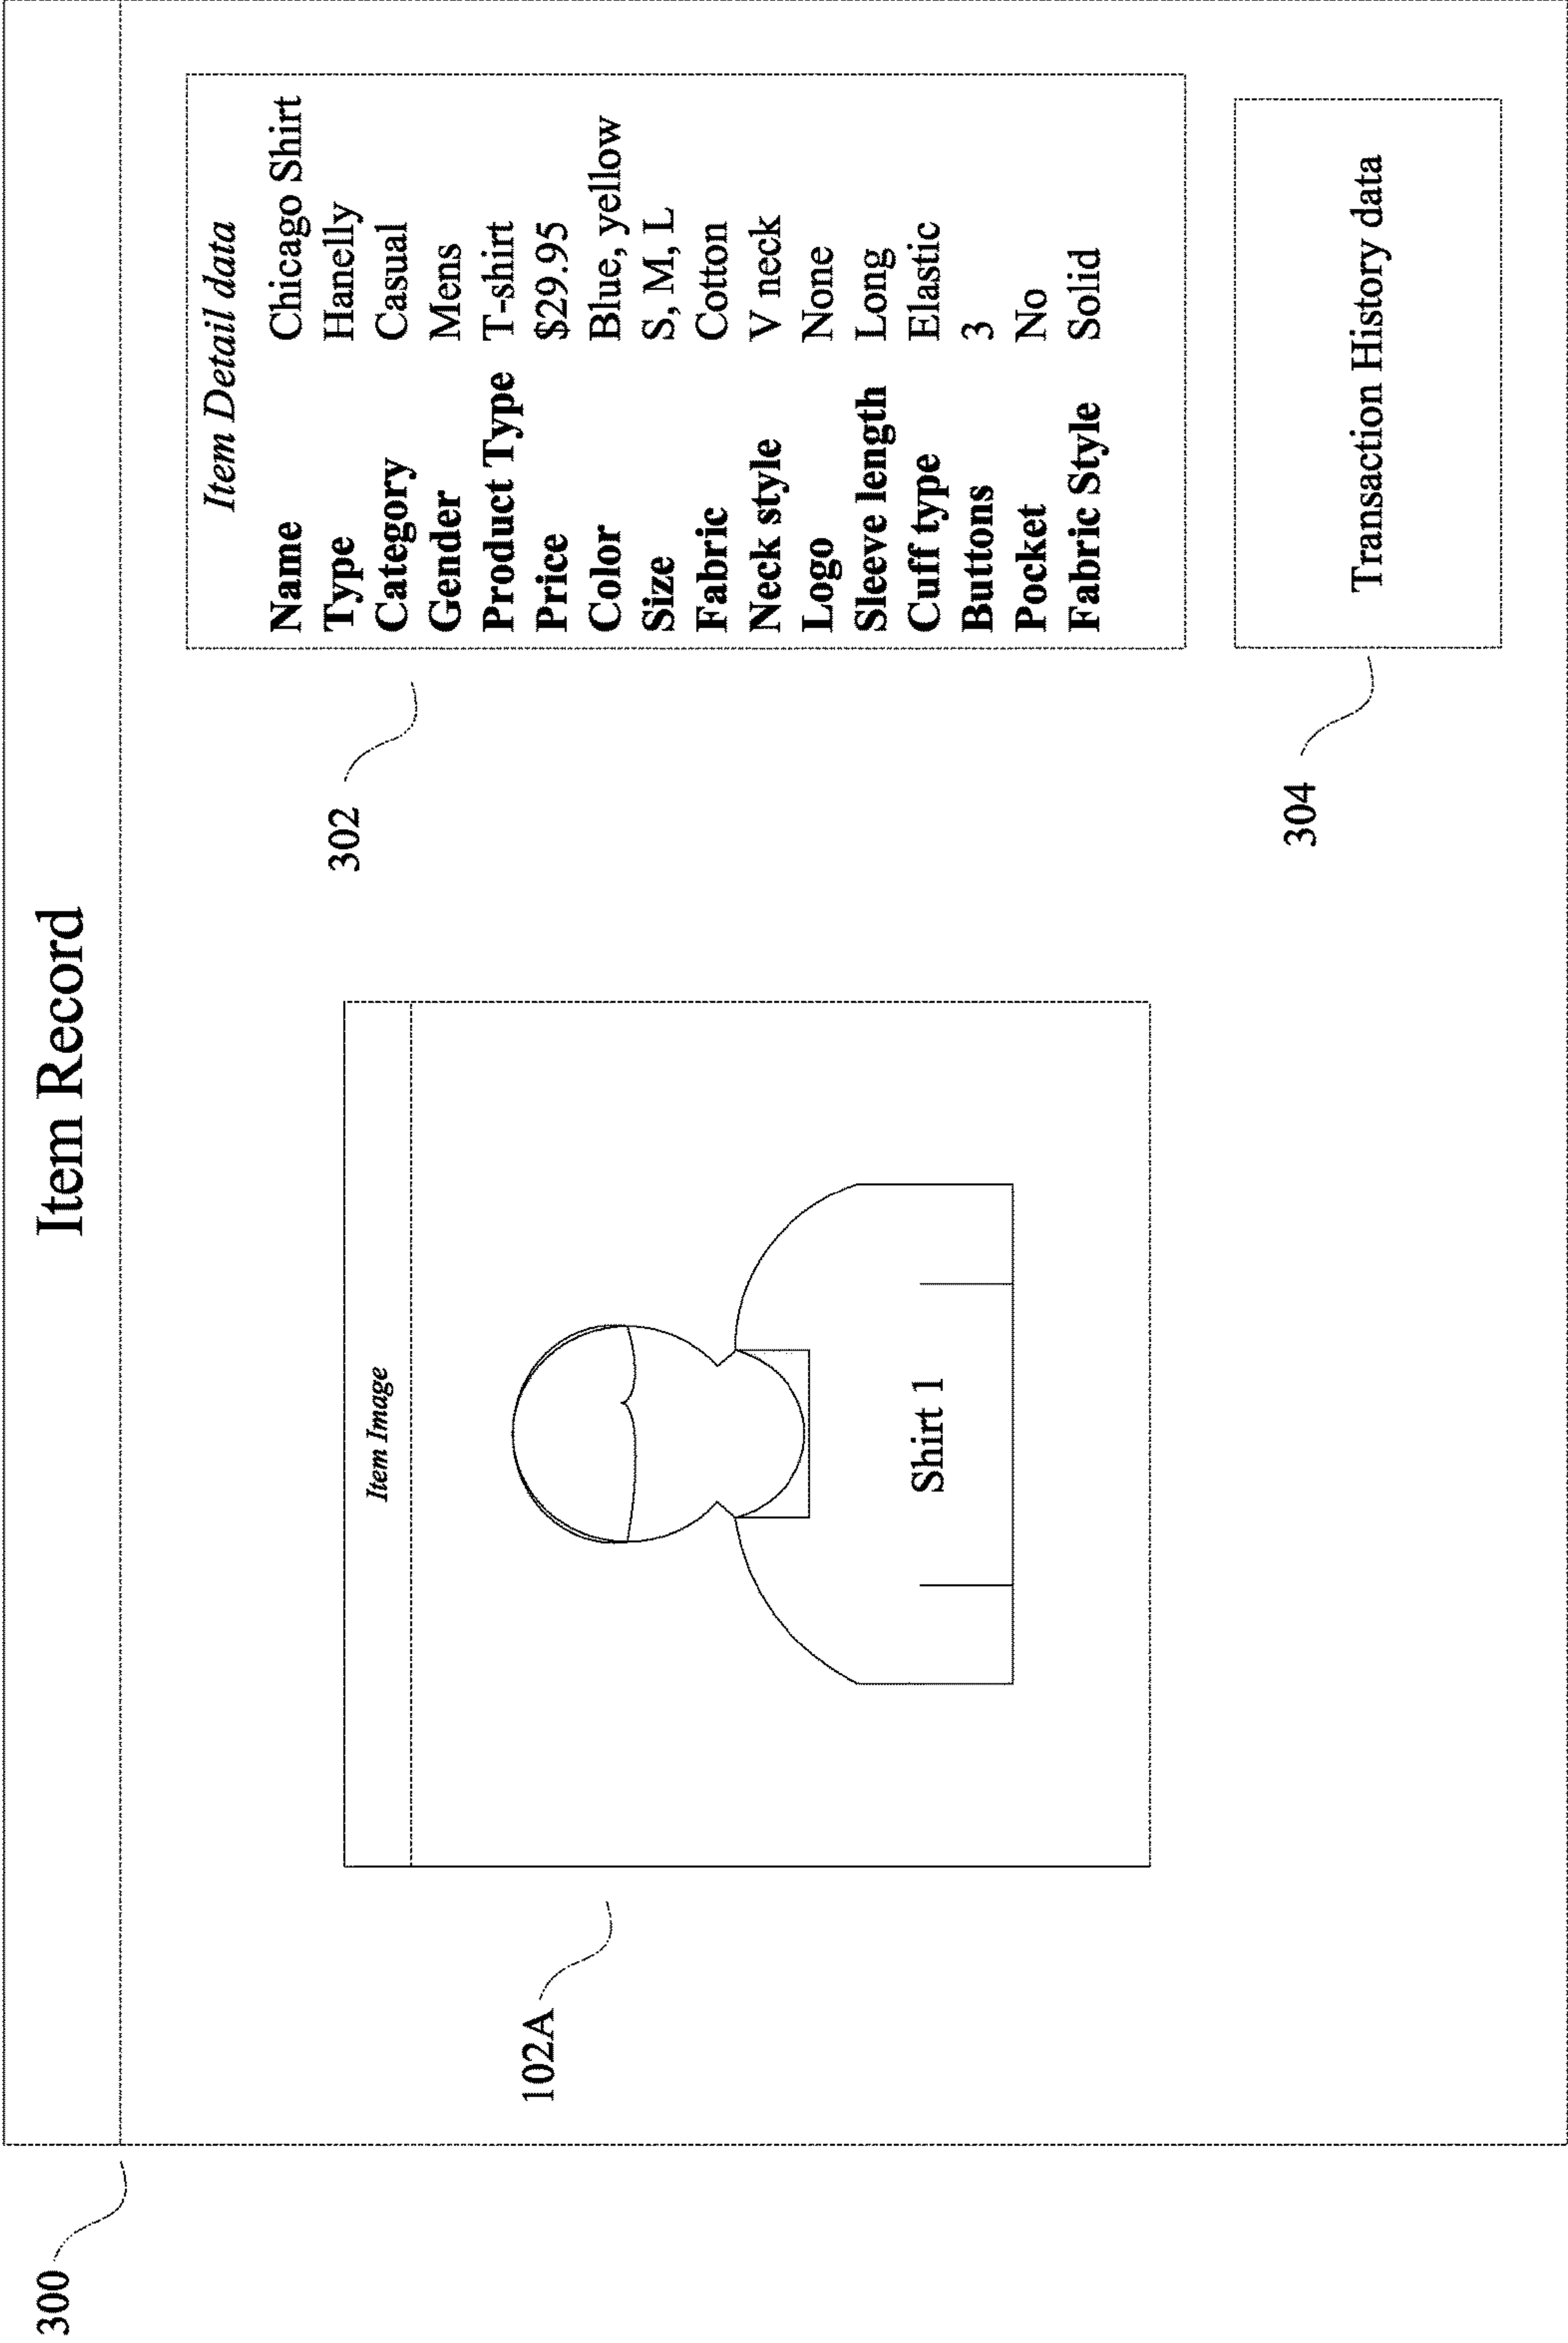 Item Record
300
Item Image
Shirt 1
102A
Item Detail data
Name Chicago Shirt
Type Hanelly
Category Casual
Gender Mens
Product Type T-shirt
Price $29.95
Color Blue, yellow
Size S, M, L
Fabric Cotton
Neck style V neck
Logo None
Sleeve length Long
Cuff type Elastic
Buttons 3
Pocket No
Fabric Style Solid
302
Transaction History data
304